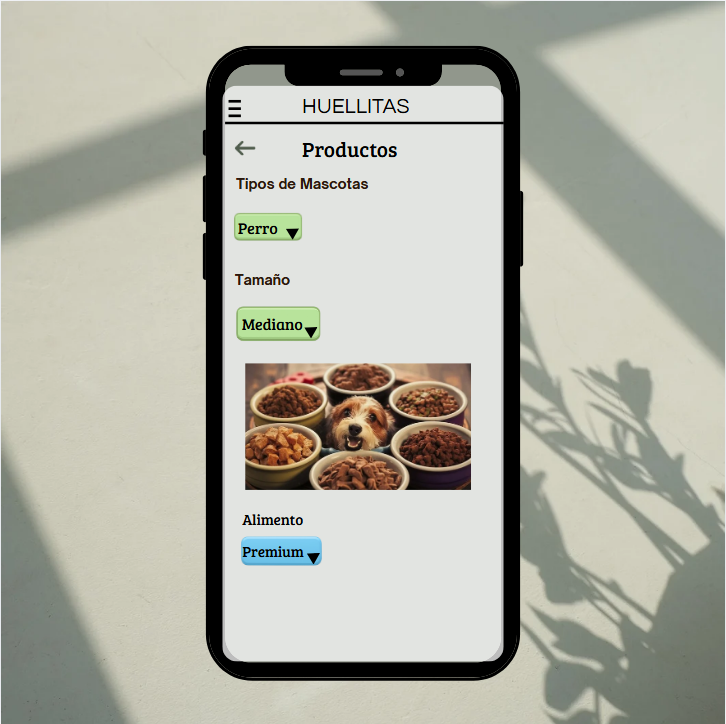 HUELLITAS
Productos
Tipos de Mascotas
Perro
Tamaño
Mediano
Alimento
Premium